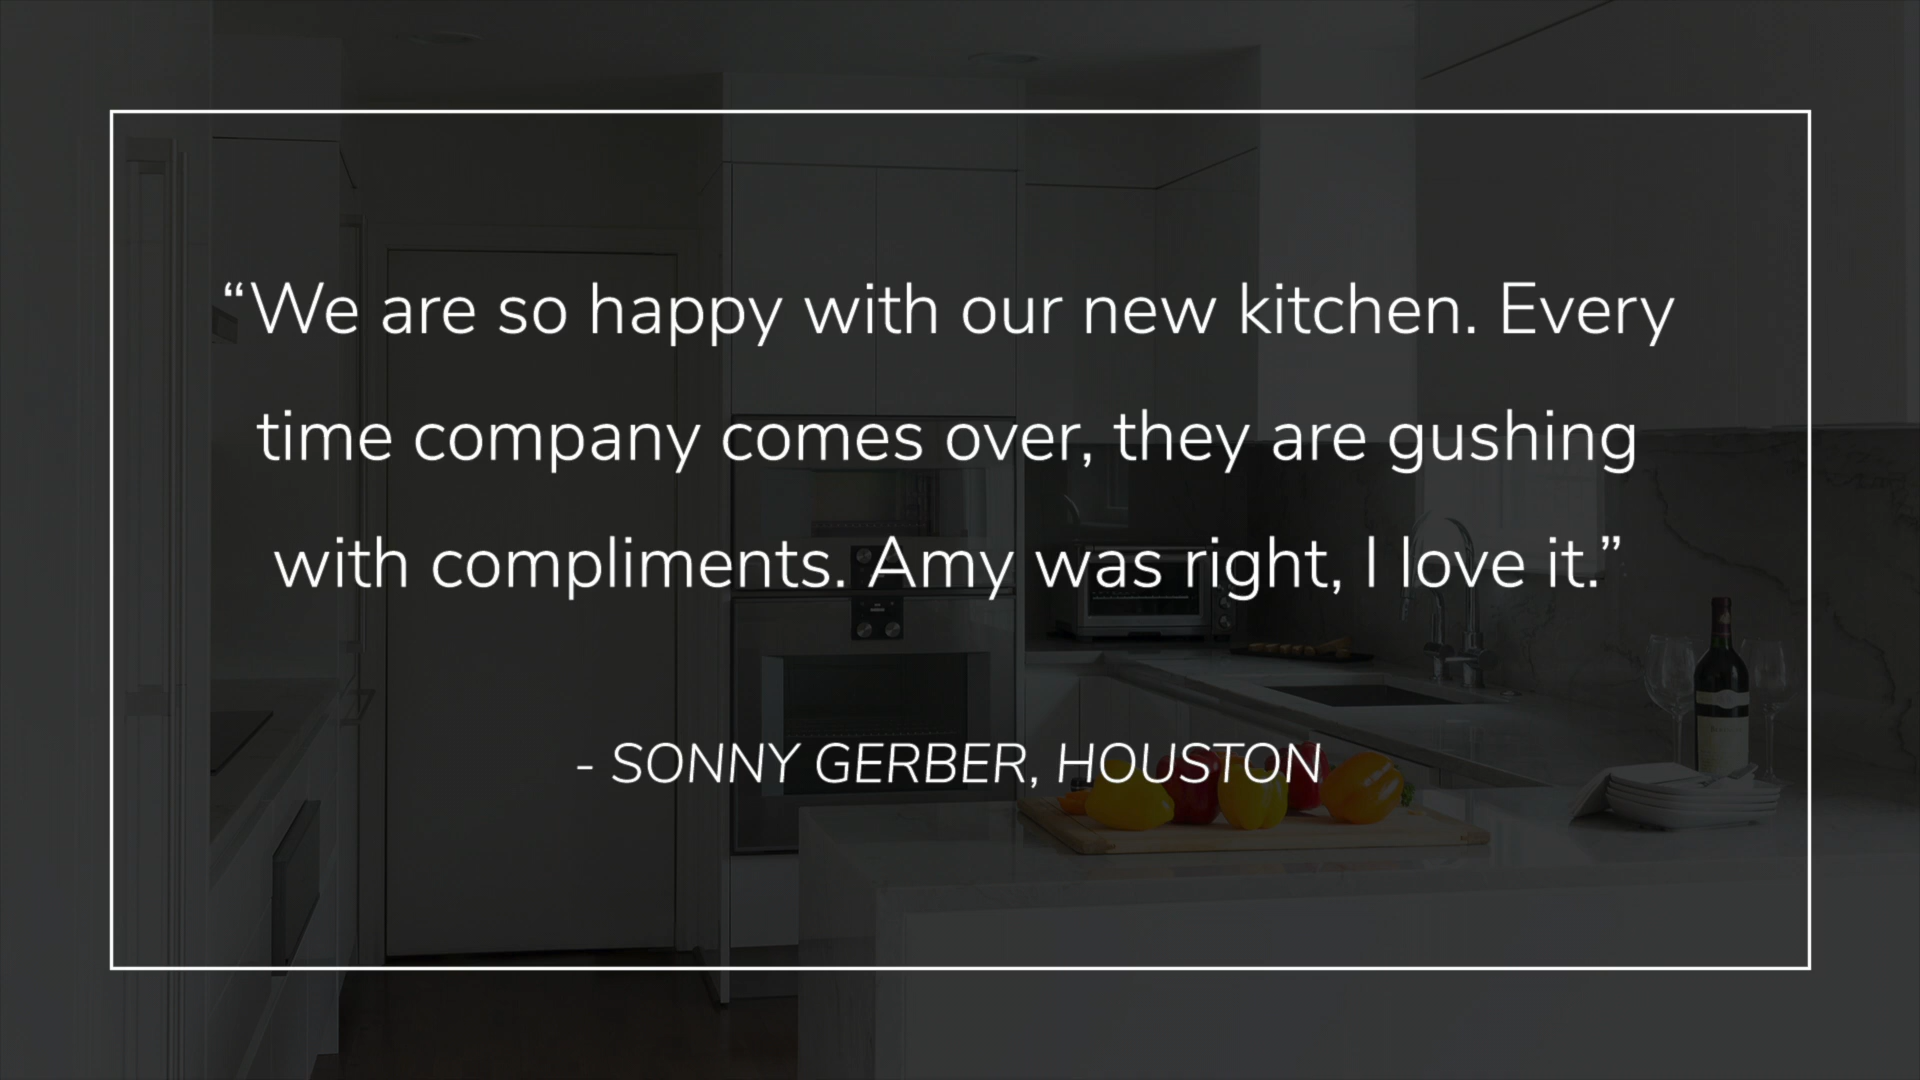 “We are so happy with our new kitchen. Every
time company comes over, they are gushing
with compliments. Amy was right, I love it.”
- SONNY GERBER, HOUSTON